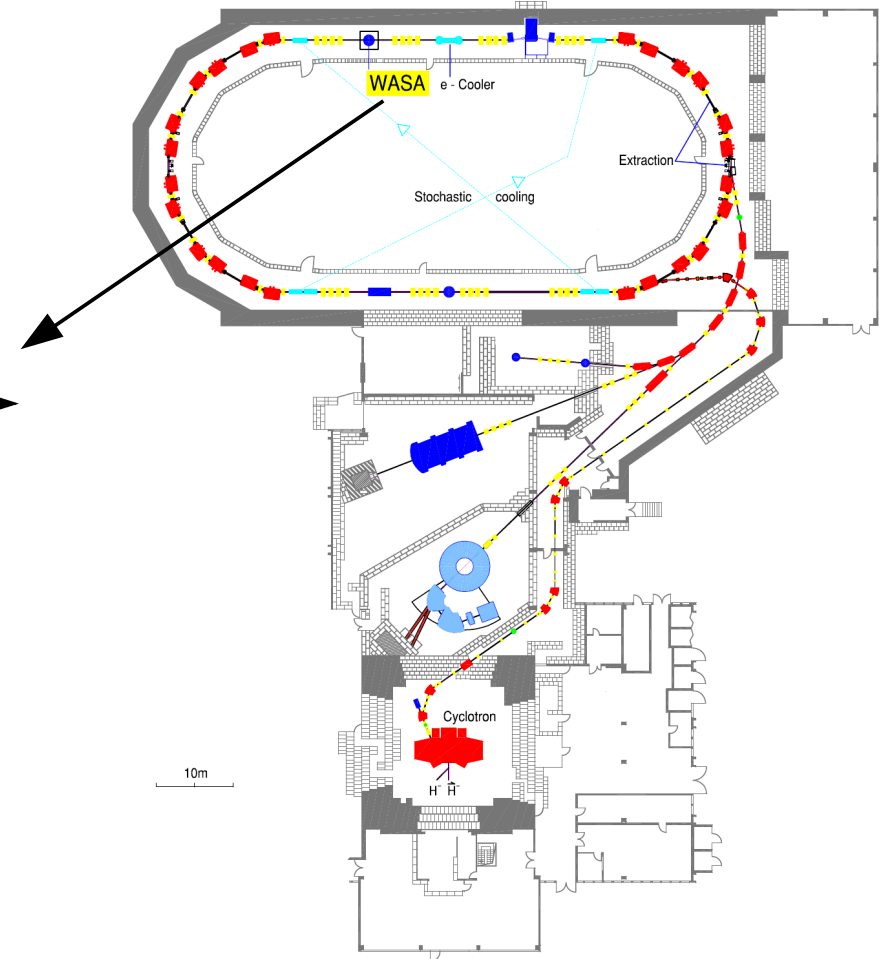 WASA
e - Cooler
Extraction
Stochastic cooling
Cyclotron
10m
H⁻ H⃗⁻